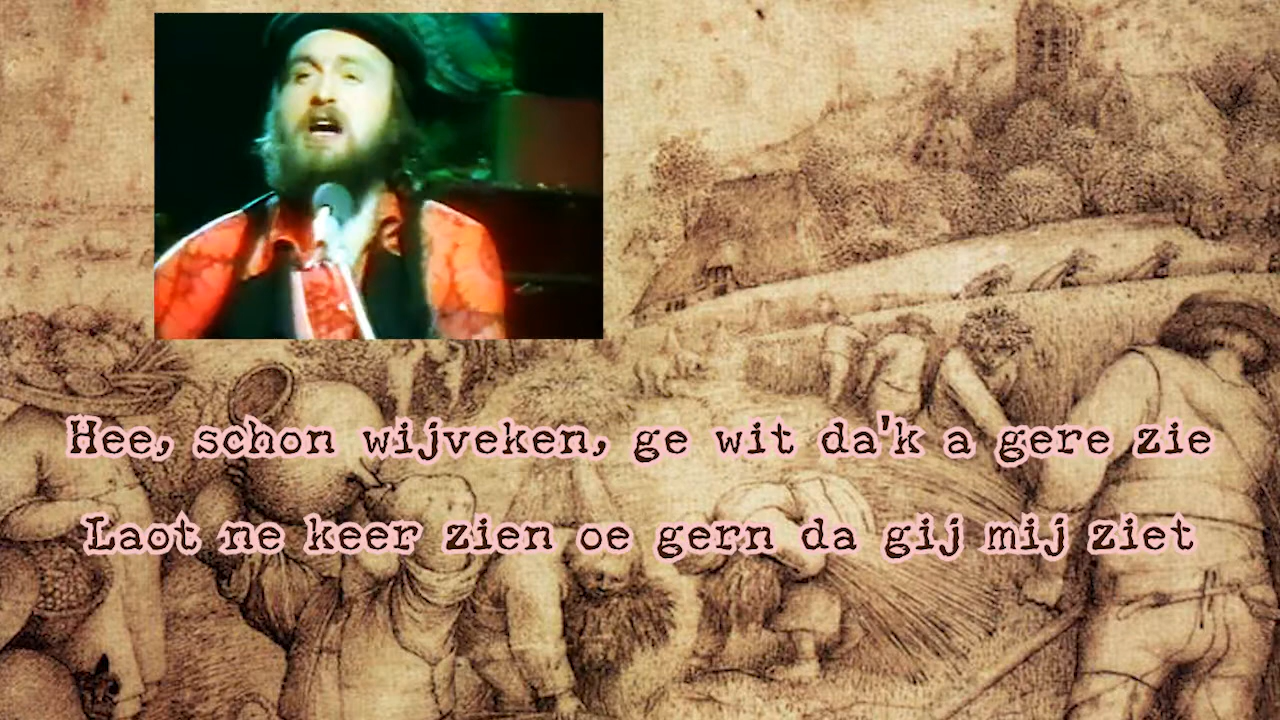 Hee, schon wijveken, ge wit da'k a gere zie
Laot ne keer zien oe gern da gij mij ziet